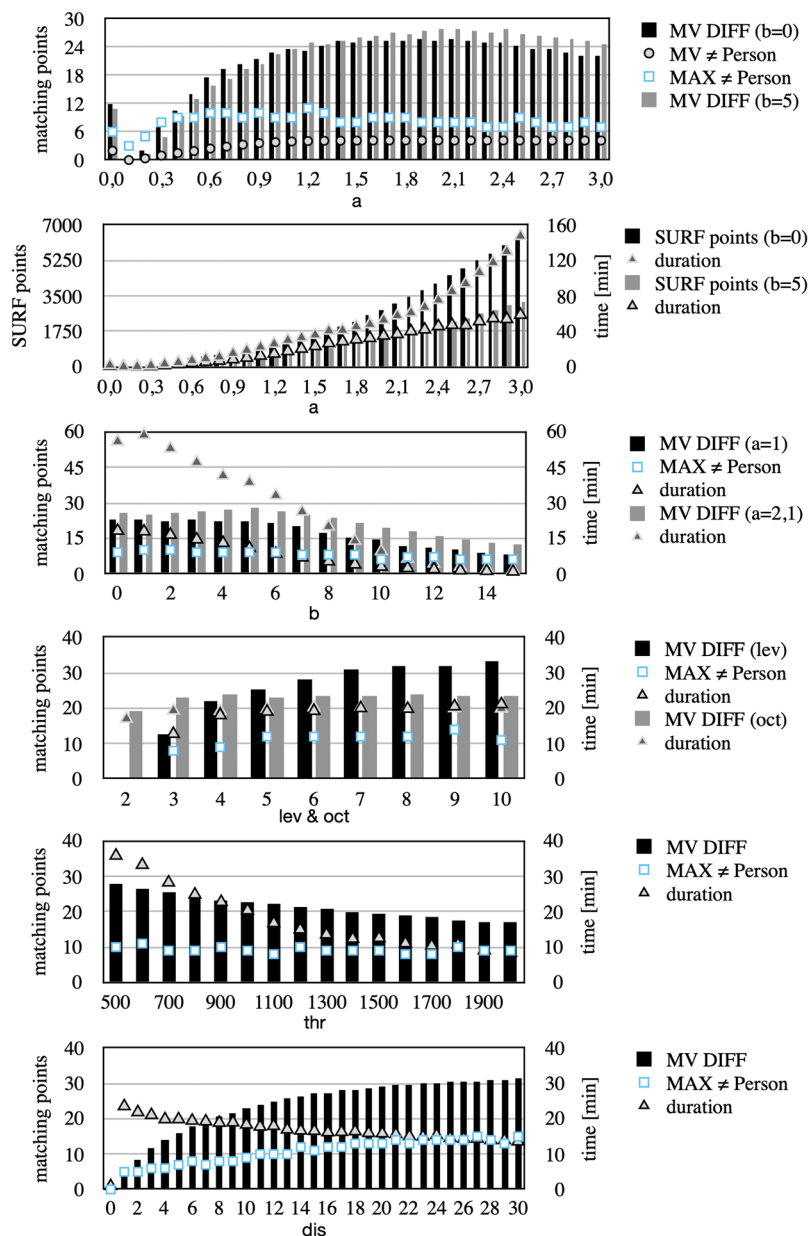 30
24
18
12
6
0
matching points
0,0 0,3 0,6 0,9 1,2 1,5 1,8 2,1 2,4 2,7 3,0
a
MV DIFF (b=0)
MV ≠ Person
MAX ≠ Person
MV DIFF (b=5)
7000
5250
3500
1750
0
SURF points
160
120
80
40
0
time [min]
0,0 0,3 0,6 0,9 1,2 1,5 1,8 2,1 2,4 2,7 3,0
a
SURF points (b=0)
duration
SURF points (b=5)
duration
60
45
30
15
0
matching points
60
45
30
15
0
time [min]
0 2 4 6 8 10 12 14
b
MV DIFF (a=1)
MAX ≠ Person
duration
MV DIFF (a=2,1)
duration
40
30
20
10
0
matching points
40
30
20
10
0
time [min]
2 3 4 5 6 7 8 9 10
lev & oct
MV DIFF (lev)
MAX ≠ Person
duration
MV DIFF (oct)
duration
40
30
20
10
0
matching points
40
30
20
10
0
time [min]
500 700 900 1100 1300 1500 1700 1900
thr
MV DIFF
MAX ≠ Person
duration
40
30
20
10
0
matching points
40
30
20
10
0
time [min]
0 2 4 6 8 10 12 14 16 18 20 22 24 26 28 30
dis
MV DIFF
MAX ≠ Person
duration